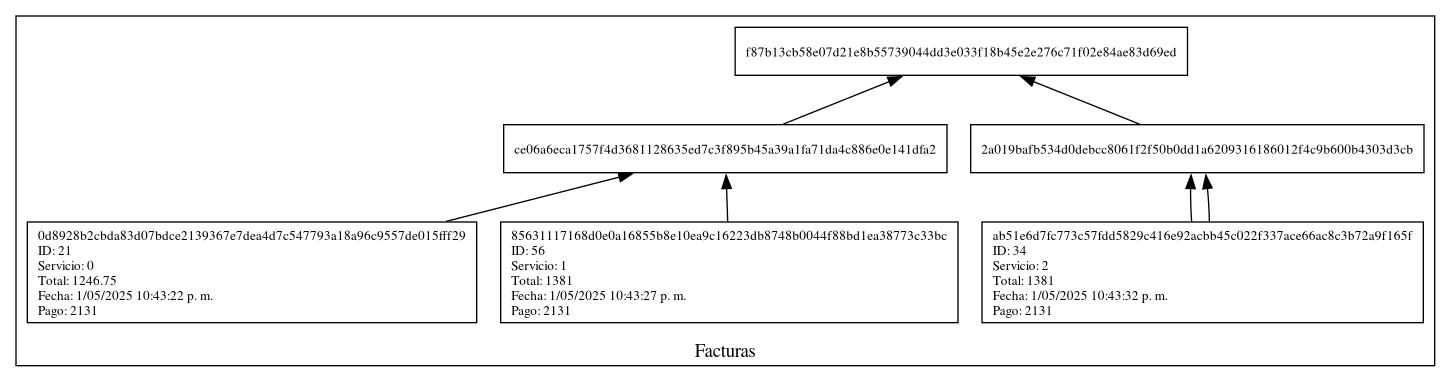 f87b13cb58e07d21e8b55739044dd3e033f18b45e2e276c71f02e84ae83d69ed
ce06a6eca1757f4d3681128635ed7c3f895b45a39a1fa71da4c886e0e141dfa2
2a019bafb534d0debcc8061f2f50b0dd1a6209316186012f4c9b600b4303d3cb
0d8928b2cbda83d07bdce2139367e7dea4d7c547793a18a96c9557de015fff29
ID: 21
Servicio: 0
Total: 1246.75
Fecha: 1/05/2025 10:43:22 p. m.
Pago: 2131
85631117168d0e0a16855b8e10ea9c16223db8748b0044f88bd1ea38773c33bc
ID: 56
Servicio: 1
Total: 1381
Fecha: 1/05/2025 10:43:27 p. m.
Pago: 2131
ab51e6d7fc773c57fdd5829c416e92acbb45c022f337ace66ac8c3b72a9f165f
ID: 34
Servicio: 2
Total: 1381
Fecha: 1/05/2025 10:43:32 p. m.
Pago: 2131
Facturas